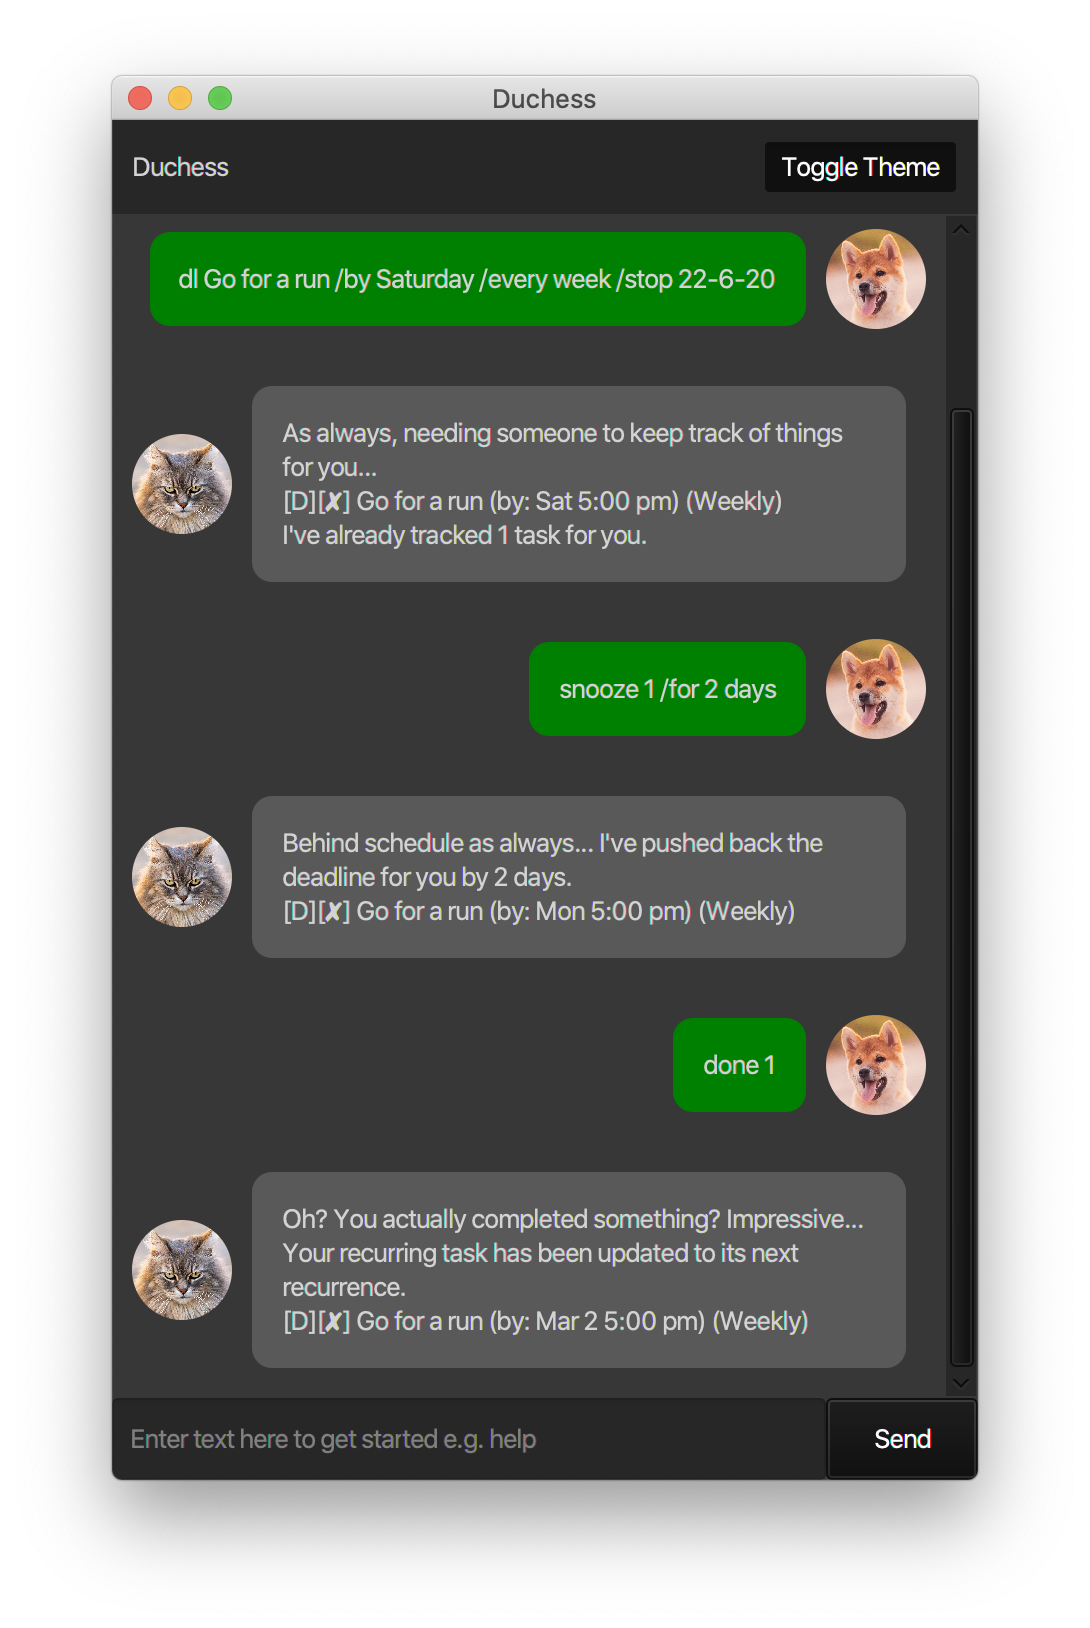 Duchess
Duchess
Toggle Theme
dl Go for a run /by Saturday /every week /stop 22-6-20
As always, needing someone to keep track of things
for you...
[D][✘] Go for a run (by: Sat 5:00 pm) (Weekly)
I've already tracked 1 task for you.
snooze 1 /for 2 days
Behind schedule as always... I've pushed back the
deadline for you by 2 days.
[D][✘] Go for a run (by: Mon 5:00 pm) (Weekly)
done 1
Oh? You actually completed something? Impressive...
Your recurring task has been updated to its next
recurrence.
[D][✘] Go for a run (by: Mar 2 5:00 pm) (Weekly)
Enter text here to get started e.g. help
Send